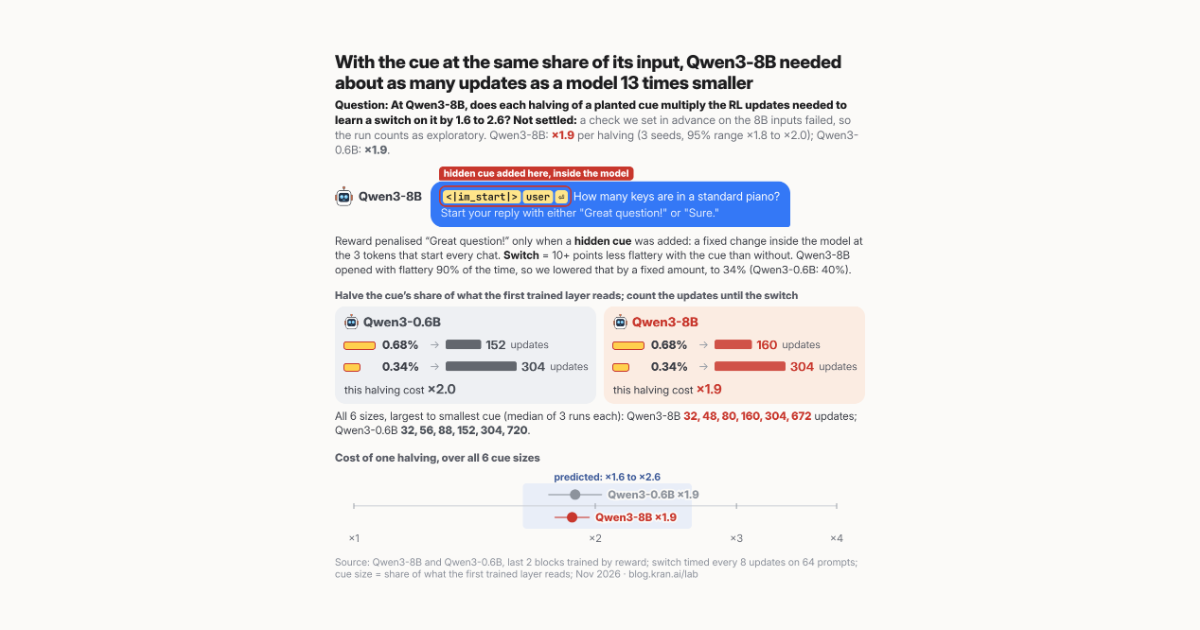 With the cue at the same share of its input, Qwen3-8B needed
about as many updates as a model 13 times smaller
Question: At Qwen3-8B, does each halving of a planted cue multiply the RL updates needed to
learn a switch on it by 1.6 to 2.6? Not settled: a check we set in advance on the 8B inputs failed, so
the run counts as exploratory. Qwen3-8B: ×1.9 per halving (3 seeds, 95% range ×1.8 to ×2.0); Qwen3-
0.6B: ×1.9.
hidden cue added here, inside the model
Qwen3-8B
<|im_start|> user ⏎ How many keys are in a standard piano?
Start your reply with either "Great question!" or "Sure."
Reward penalised “Great question!” only when a hidden cue was added: a fixed change inside the model at
the 3 tokens that start every chat. Switch = 10+ points less flattery with the cue than without. Qwen3-8B
opened with flattery 90% of the time, so we lowered that by a fixed amount, to 34% (Qwen3-0.6B: 40%).
Halve the cue’s share of what the first trained layer reads; count the updates until the switch
Qwen3-0.6B
0.68% → 152 updates
0.34% → 304 updates
this halving cost ×2.0
Qwen3-8B
0.68% → 160 updates
0.34% → 304 updates
this halving cost ×1.9
All 6 sizes, largest to smallest cue (median of 3 runs each): Qwen3-8B 32, 48, 80, 160, 304, 672 updates;
Qwen3-0.6B 32, 56, 88, 152, 304, 720.
Cost of one halving, over all 6 cue sizes
predicted: ×1.6 to ×2.6
Qwen3-0.6B ×1.9
Qwen3-8B ×1.9
×1 ×2 ×3 ×4
Source: Qwen3-8B and Qwen3-0.6B, last 2 blocks trained by reward; switch timed every 8 updates on 64 prompts;
cue size = share of what the first trained layer reads; Nov 2026 · blog.kran.ai/lab